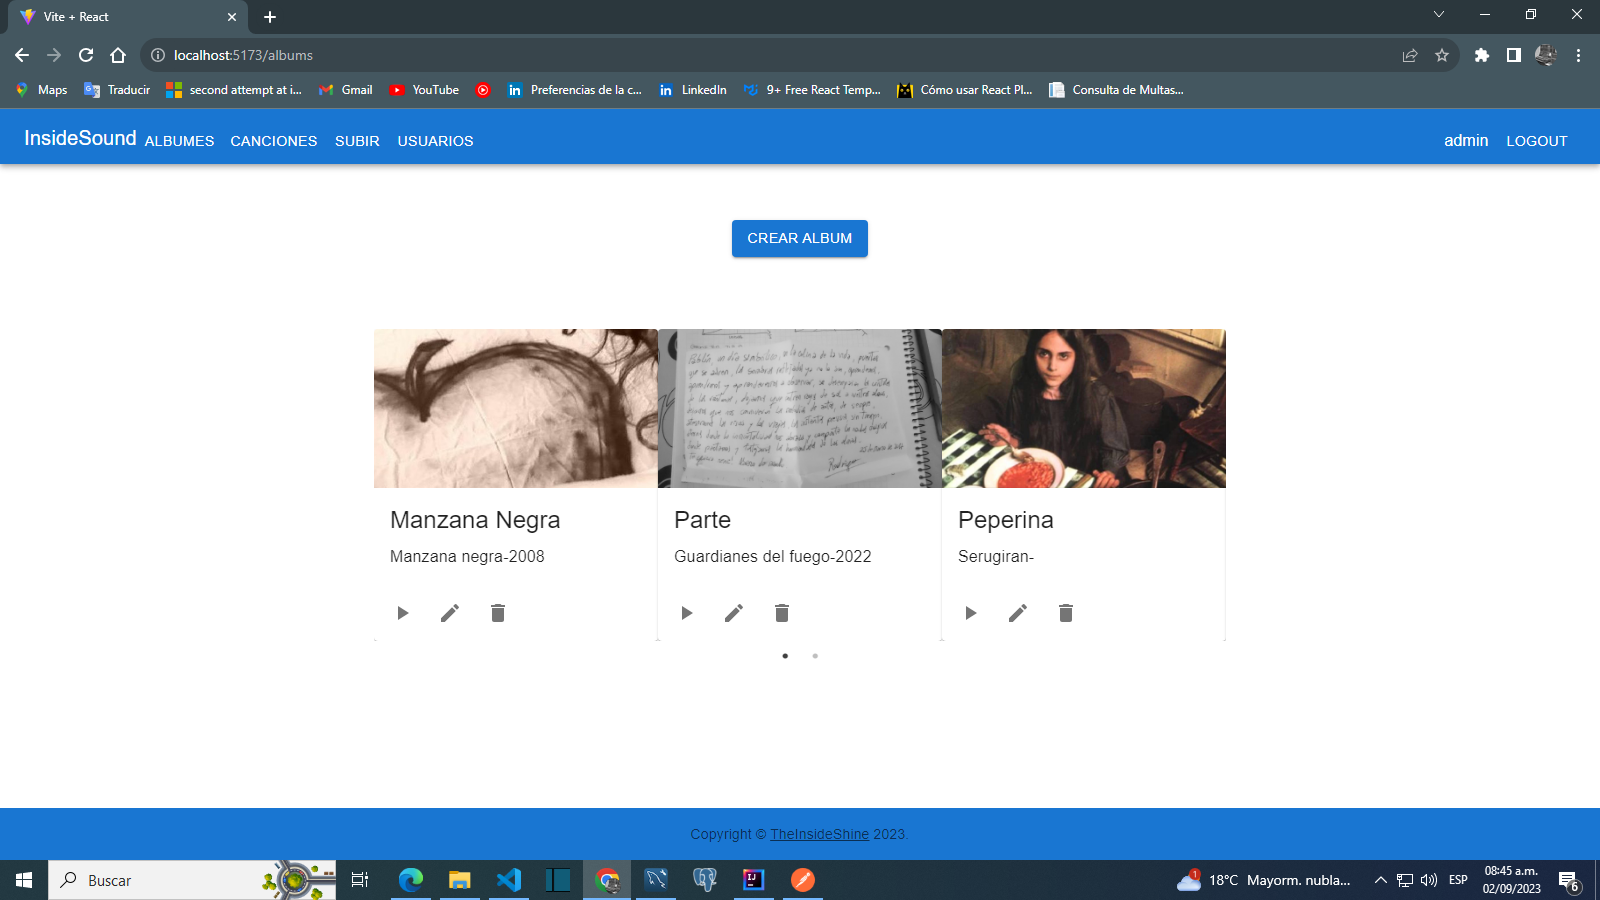 Vite + React
localhost:5173/albums
Maps Traducir second attempt at i... Gmail YouTube Preferencias de la c... LinkedIn 9+ Free React Temp... Cómo usar React Pl... Consulta de Multas...
InsideSound ALBUMES CANCIONES SUBIR USUARIOS admin LOGOUT
CREAR ALBUM
Manzana Negra
Manzana negra-2008
Parte
Guardianes del fuego-2022
Peperina
Serugiran-
Copyright © TheInsideShine 2023.
Buscar
1
18°C Mayorm. nubla...
ESP
08:45 a.m.
02/09/2023
6